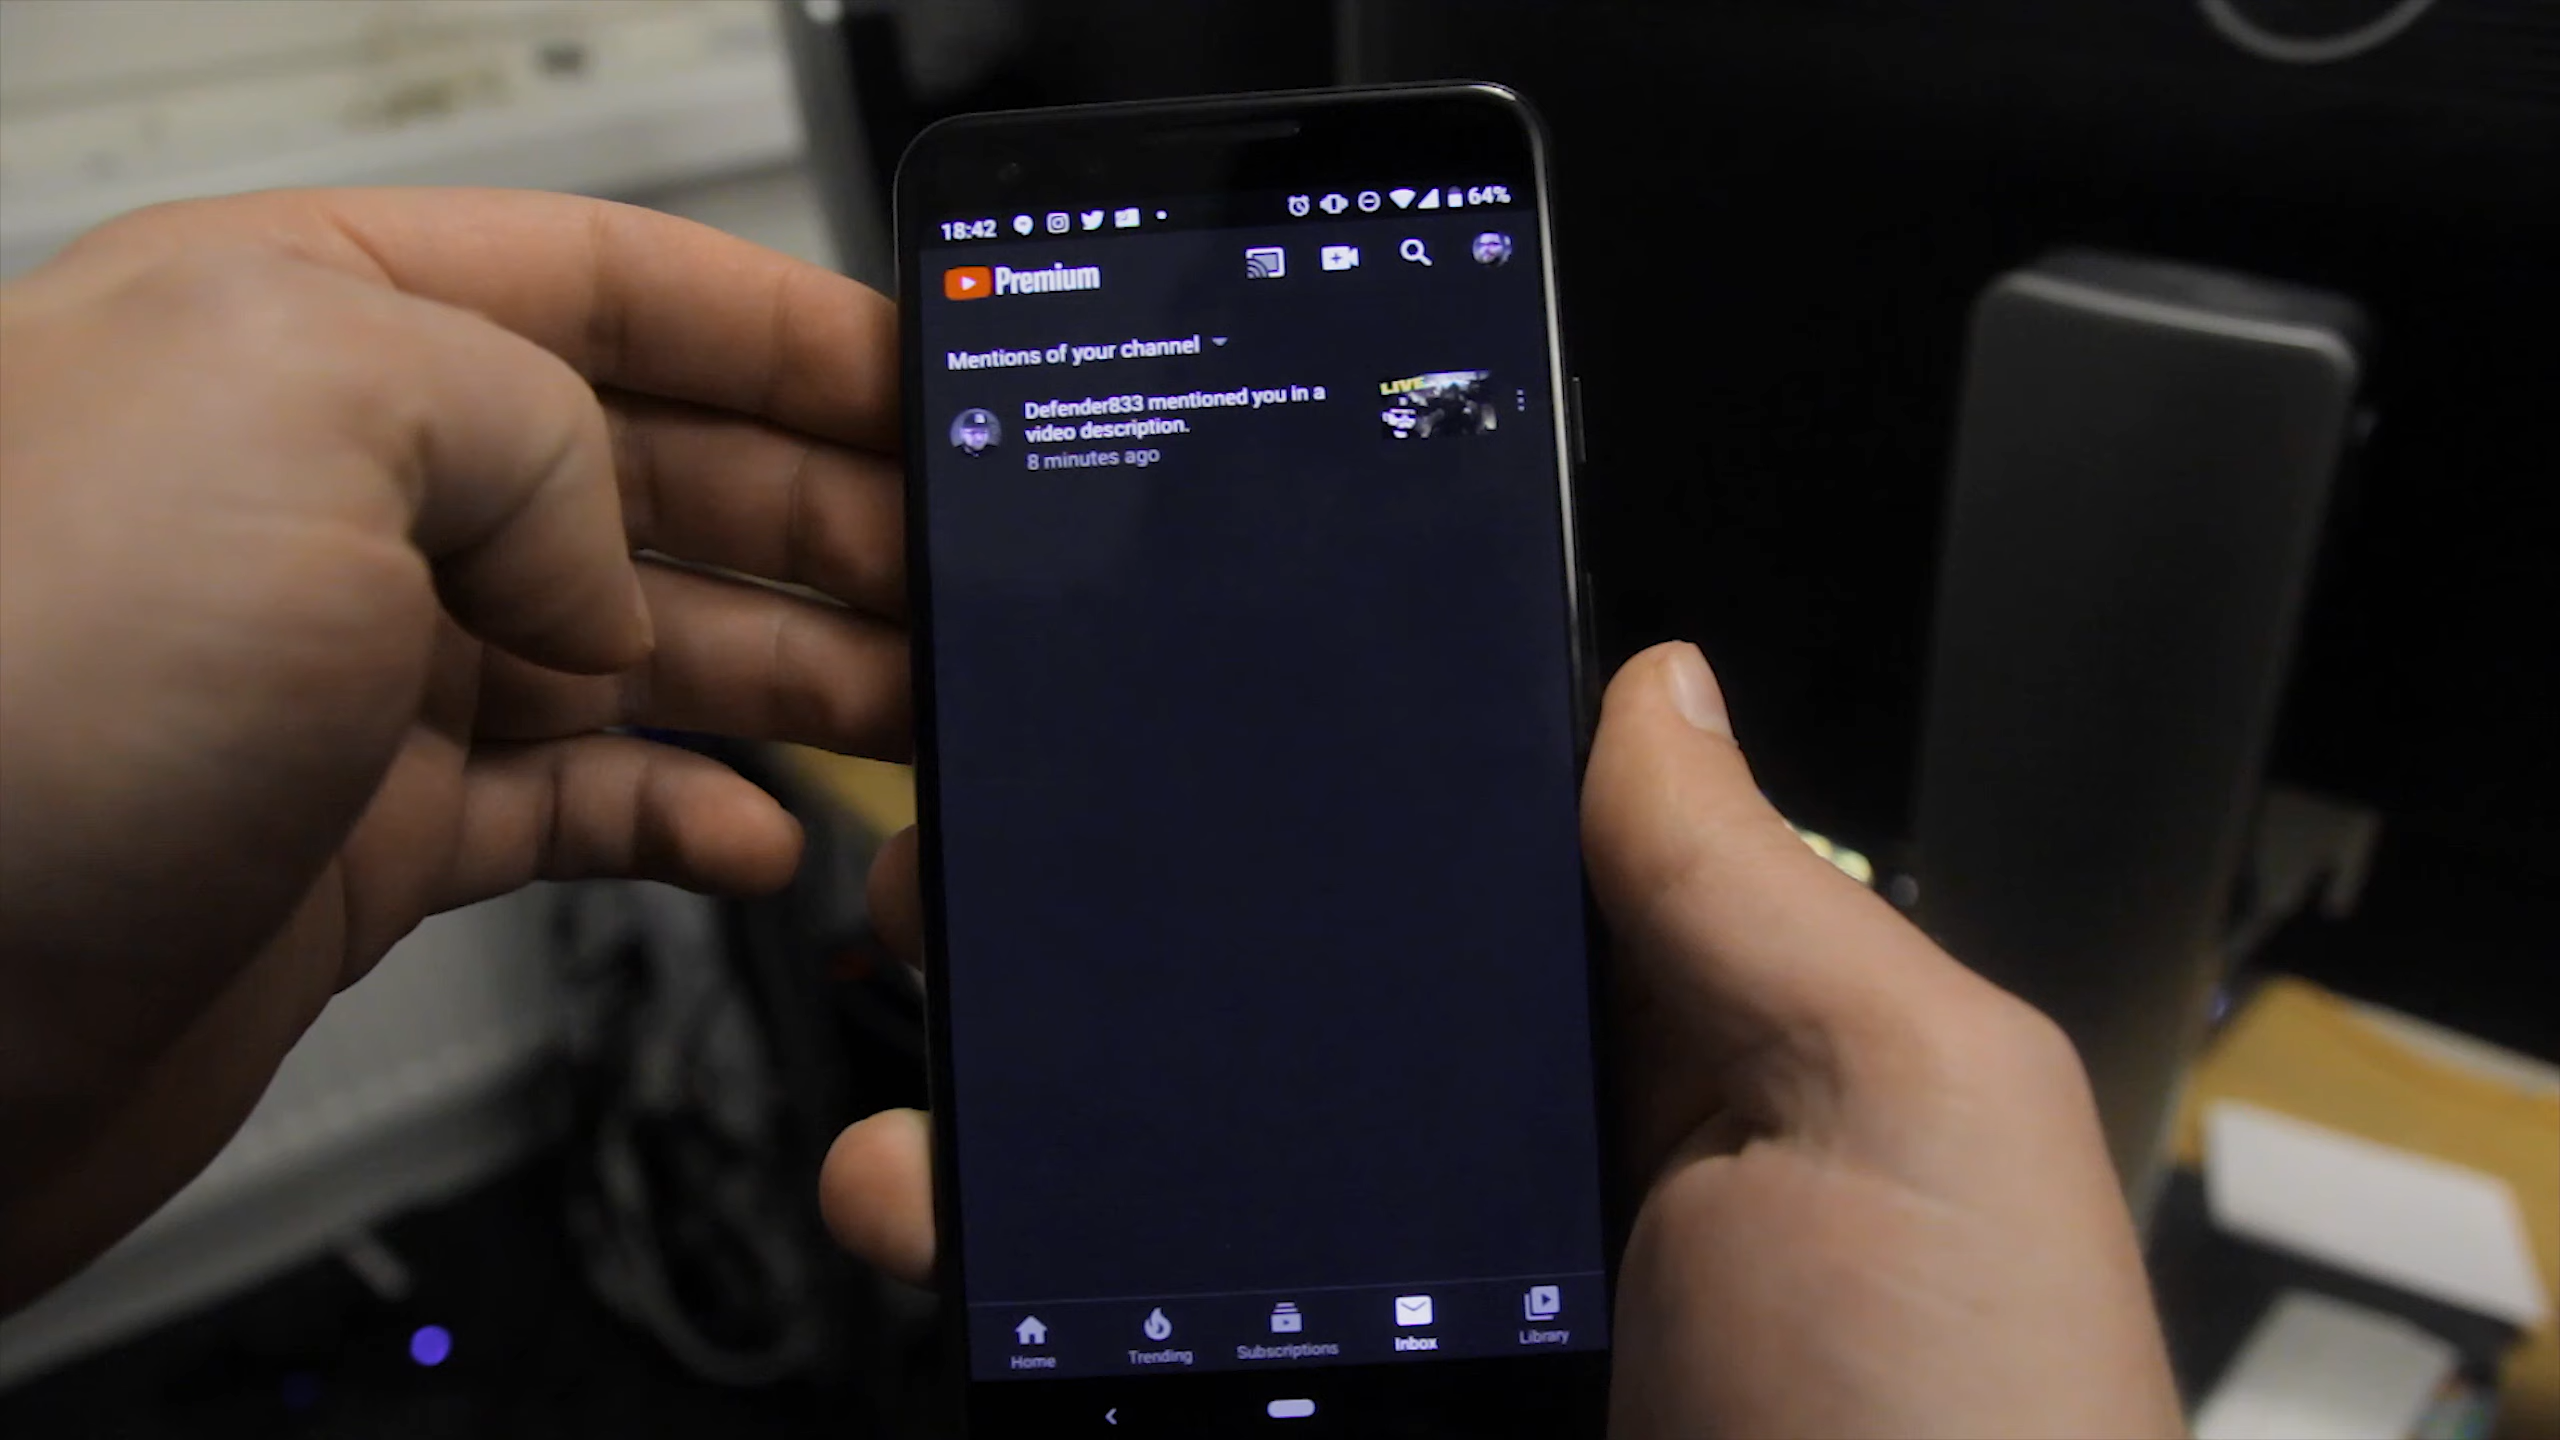 18:42
64%
Premium
Mentions of your channel
Defender833 mentioned you in a
video description.
8 minutes ago
LIVE
Home
Trending
Subscriptions
Inbox
Library